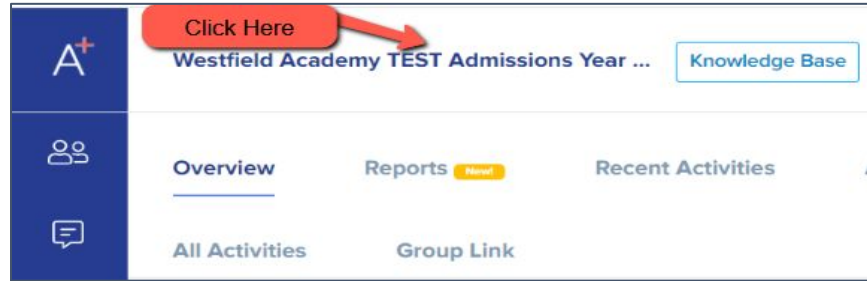 Click Here
A+
Westfield Academy TEST Admissions Year ... Knowledge Base
Overview Reports New! Recent Activities
All Activities Group Link